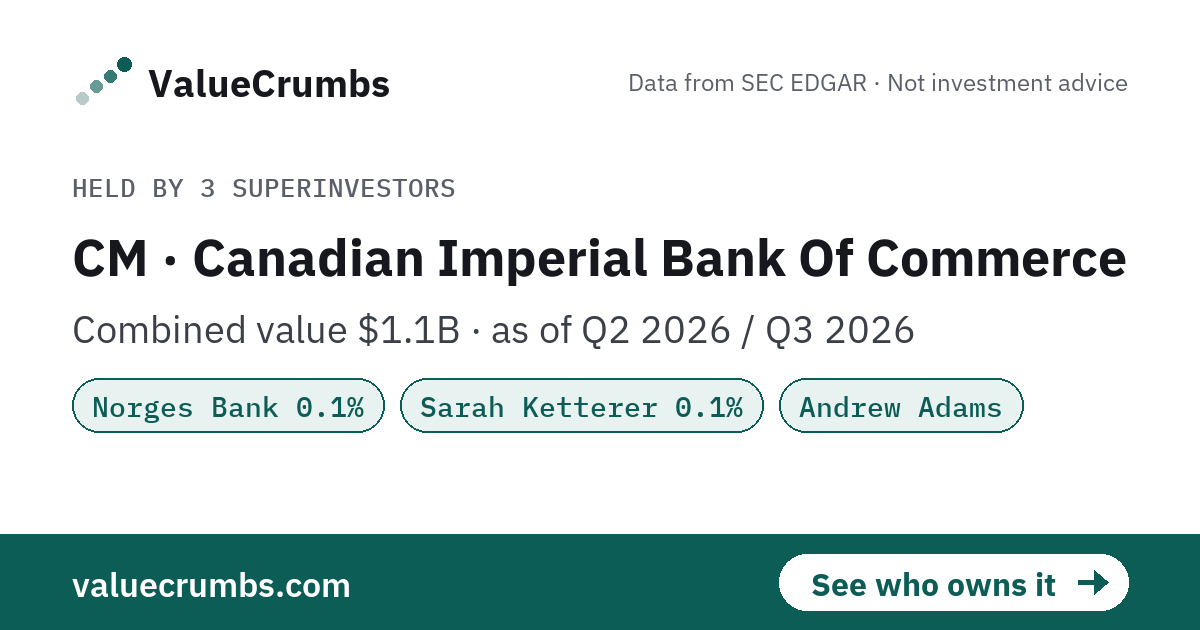 ValueCrumbs
Data from SEC EDGAR · Not investment advice
HELD BY 3 SUPERINVESTORS
CM · Canadian Imperial Bank Of Commerce
Combined value $1.1B · as of Q2 2026 / Q3 2026
Norges Bank 0.1%
Sarah Ketterer 0.1%
Andrew Adams
valuecrumbs.com
See who owns it